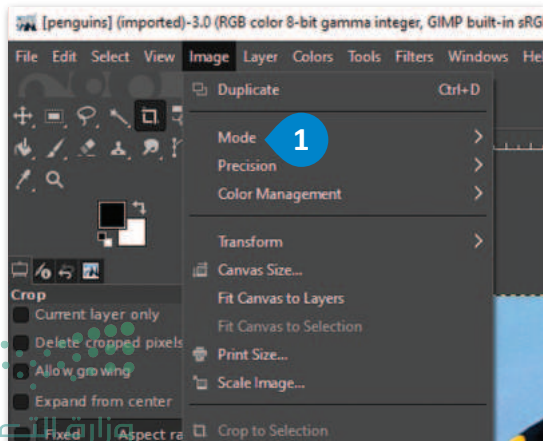 [penguins] (imported)-3.0 (RGB color 8-bit gamma integer, GIMP built-in sRG
File Edit Select View Image Layer Colors Tools Filters Windows He
Duplicate Ctrl+D
Mode 1
Precision
Color Management
Transform
Canvas Size...
Fit Canvas to Layers
Fit Canvas to Selection
Print Size...
Scale Image...
Crop to Selection
Crop
Current layer only
Delete cropped pixels
Allow growing
Expand from center
Fixed Aspect ra